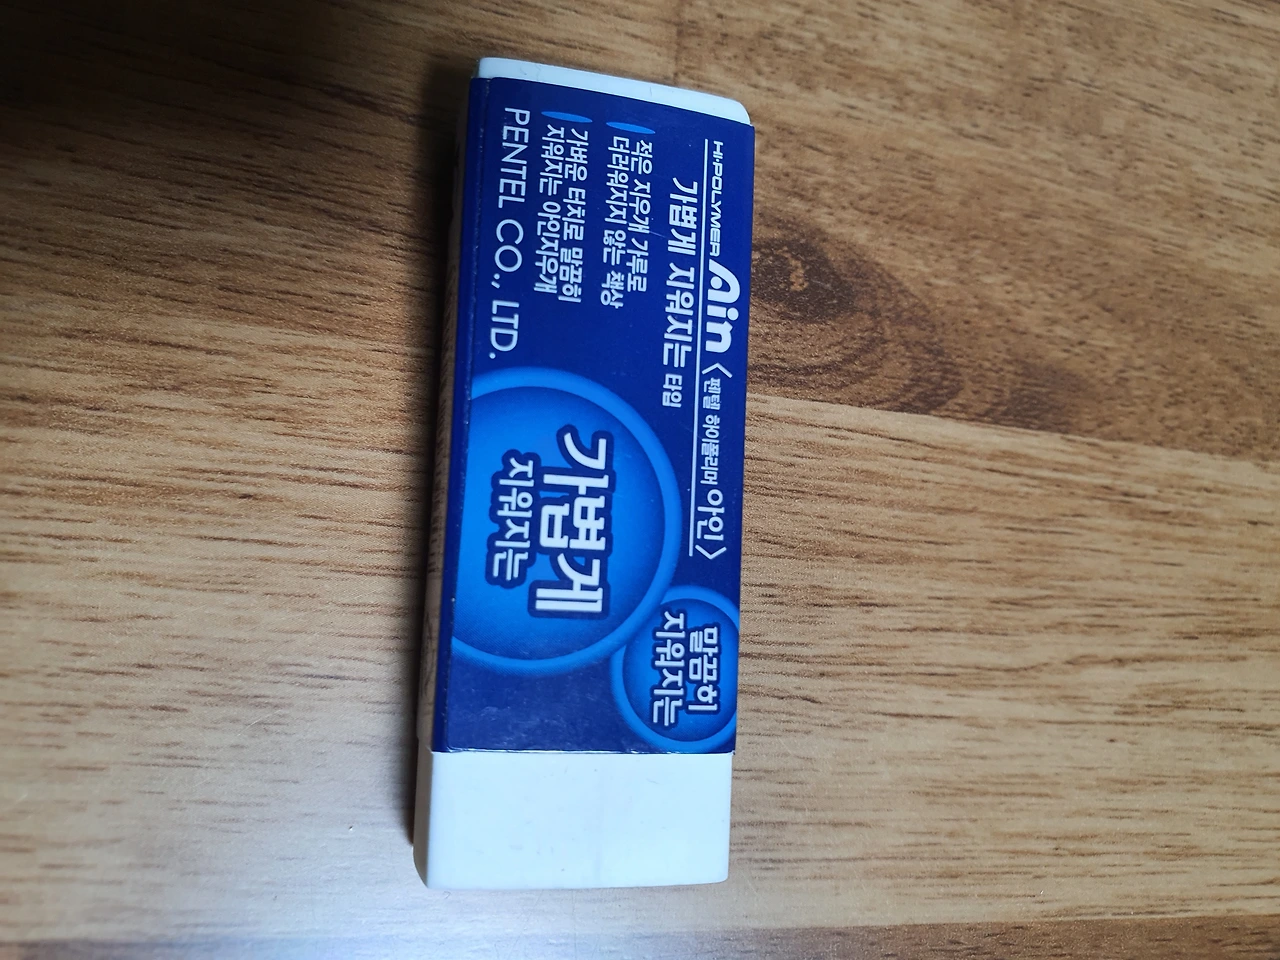 HI-POLYMER Ain 〈펜텔 하이폴리머 아인〉
가볍게 지워지는 타입
적은 지우개 가루로
더러워지지 않는 책상
가벼운 터치로 말끔히
지워지는 아인지우개
PENTEL CO., LTD.
가볍게
지워지는
말끔히
지워지는